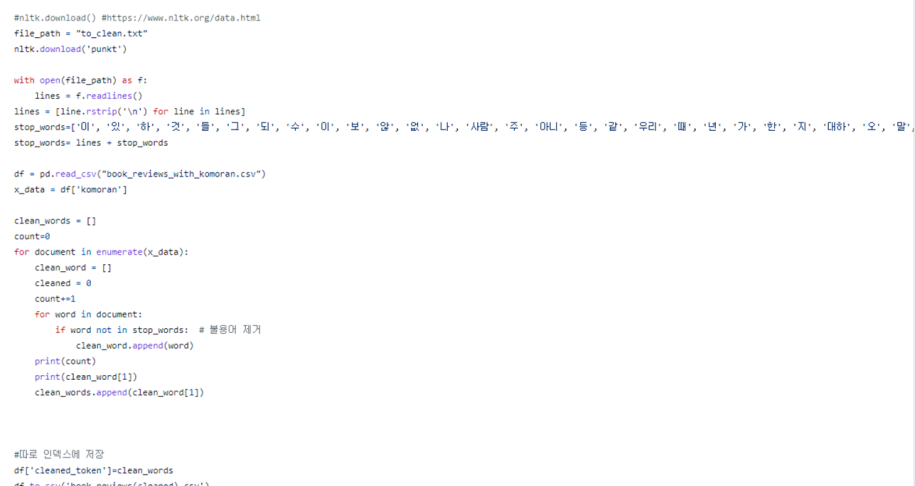 #nltk.download() #https://www.nltk.org/data.html
file_path = "to_clean.txt"
nltk.download('punkt')
with open(file_path) as f:
lines = f.readlines()
lines = [line.rstrip('\n') for line in lines]
stop_words=['이', '있', '하', '것', '들', '그', '되', '수', '이', '보', '않', '없', '나', '사람', '주', '아니', '등', '같', '우리', '때', '년', '가', '한', '지', '대하', '오', '말',
stop_words= lines + stop_words
df = pd.read_csv("book_reviews_with_komoran.csv")
x_data = df['komoran']
clean_words = []
count=0
for document in enumerate(x_data):
clean_word = []
cleaned = 0
count+=1
for word in document:
if word not in stop_words:  # 불용어 제거
clean_word.append(word)
print(count)
print(clean_word[1])
clean_words.append(clean_word[1])
#따로 인덱스에 저장
df['cleaned_token']=clean_words
df.to_csv('book_reviews(cleaned).csv')